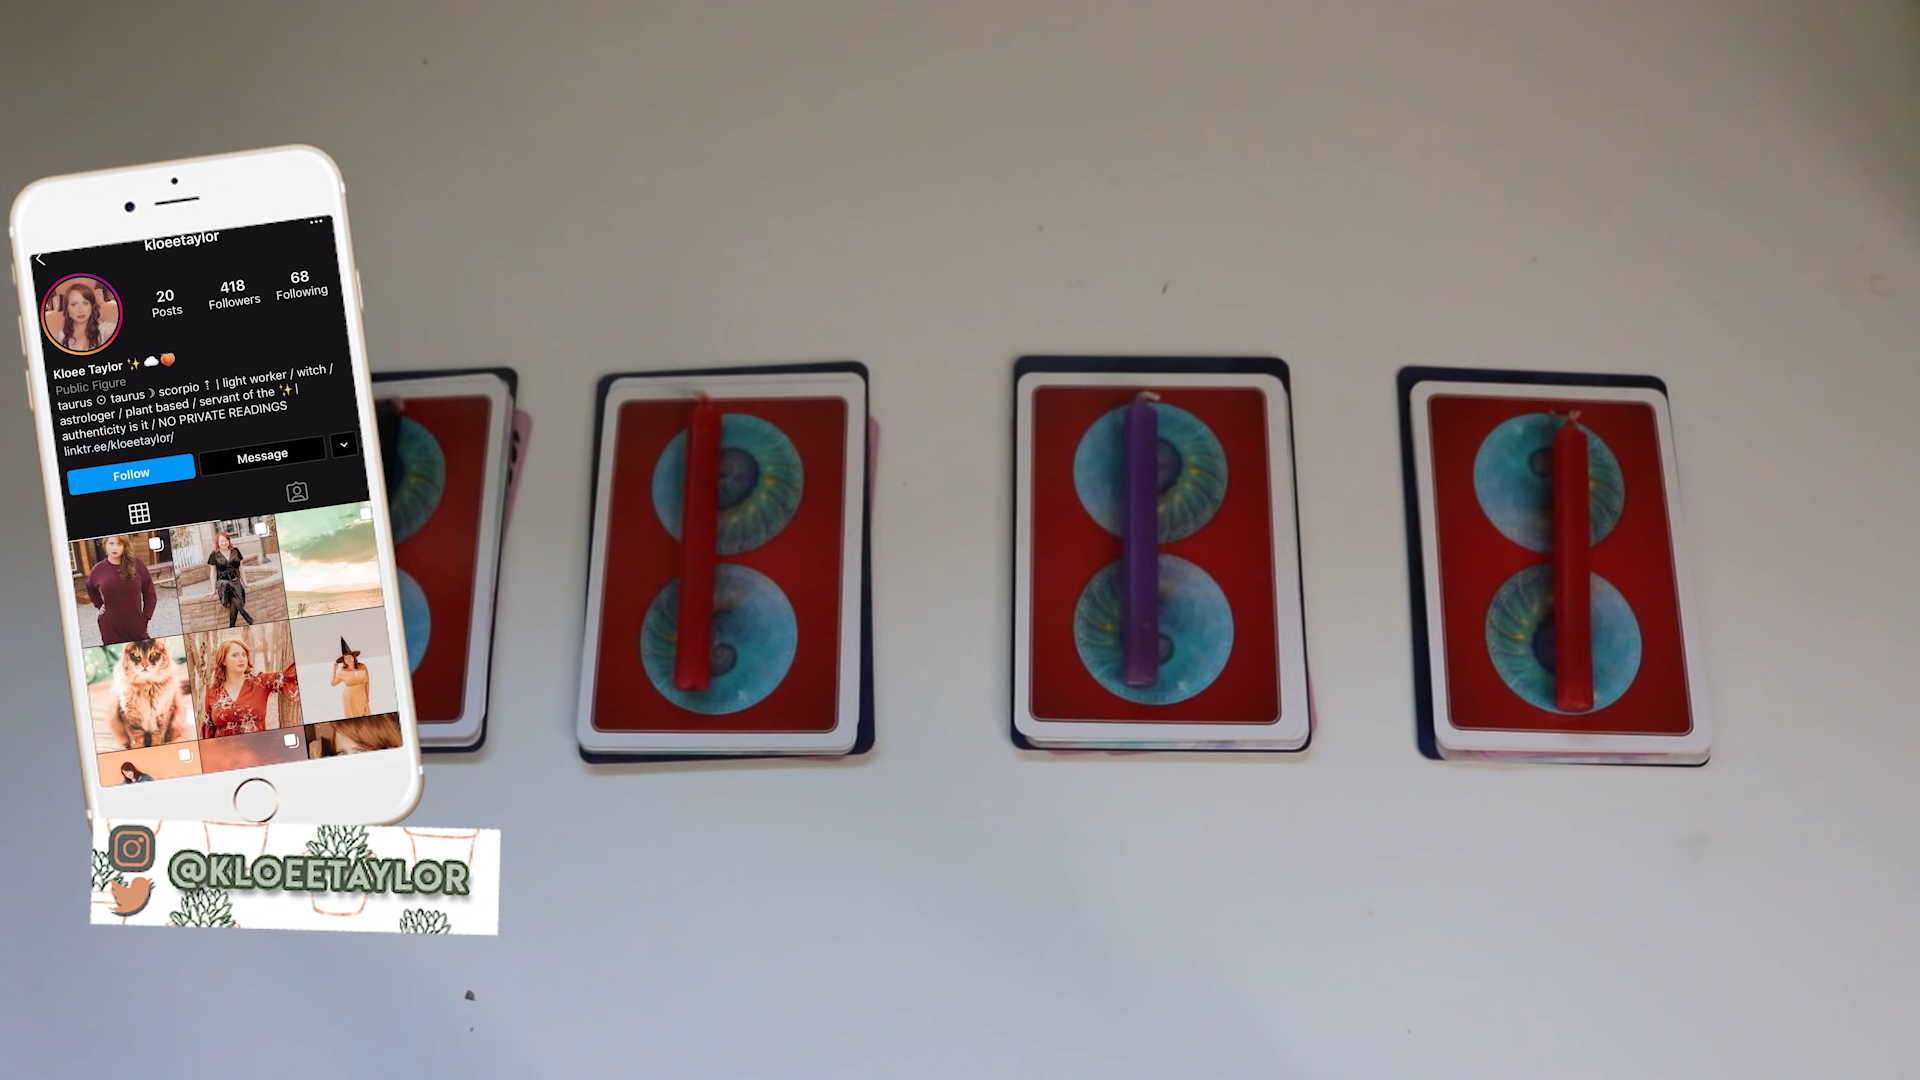 kloeetaylor
20 418 68
Posts Followers Following
Kloee Taylor ✨☁️🍑
Public Figure
taurus ☉ taurus ☽ scorpio ↑ | light worker / witch /
astrologer / plant based / servant of the ✨ |
authenticity is it / NO PRIVATE READINGS
linktr.ee/kloeetaylor/
Follow Message
@KLOEETAYLOR